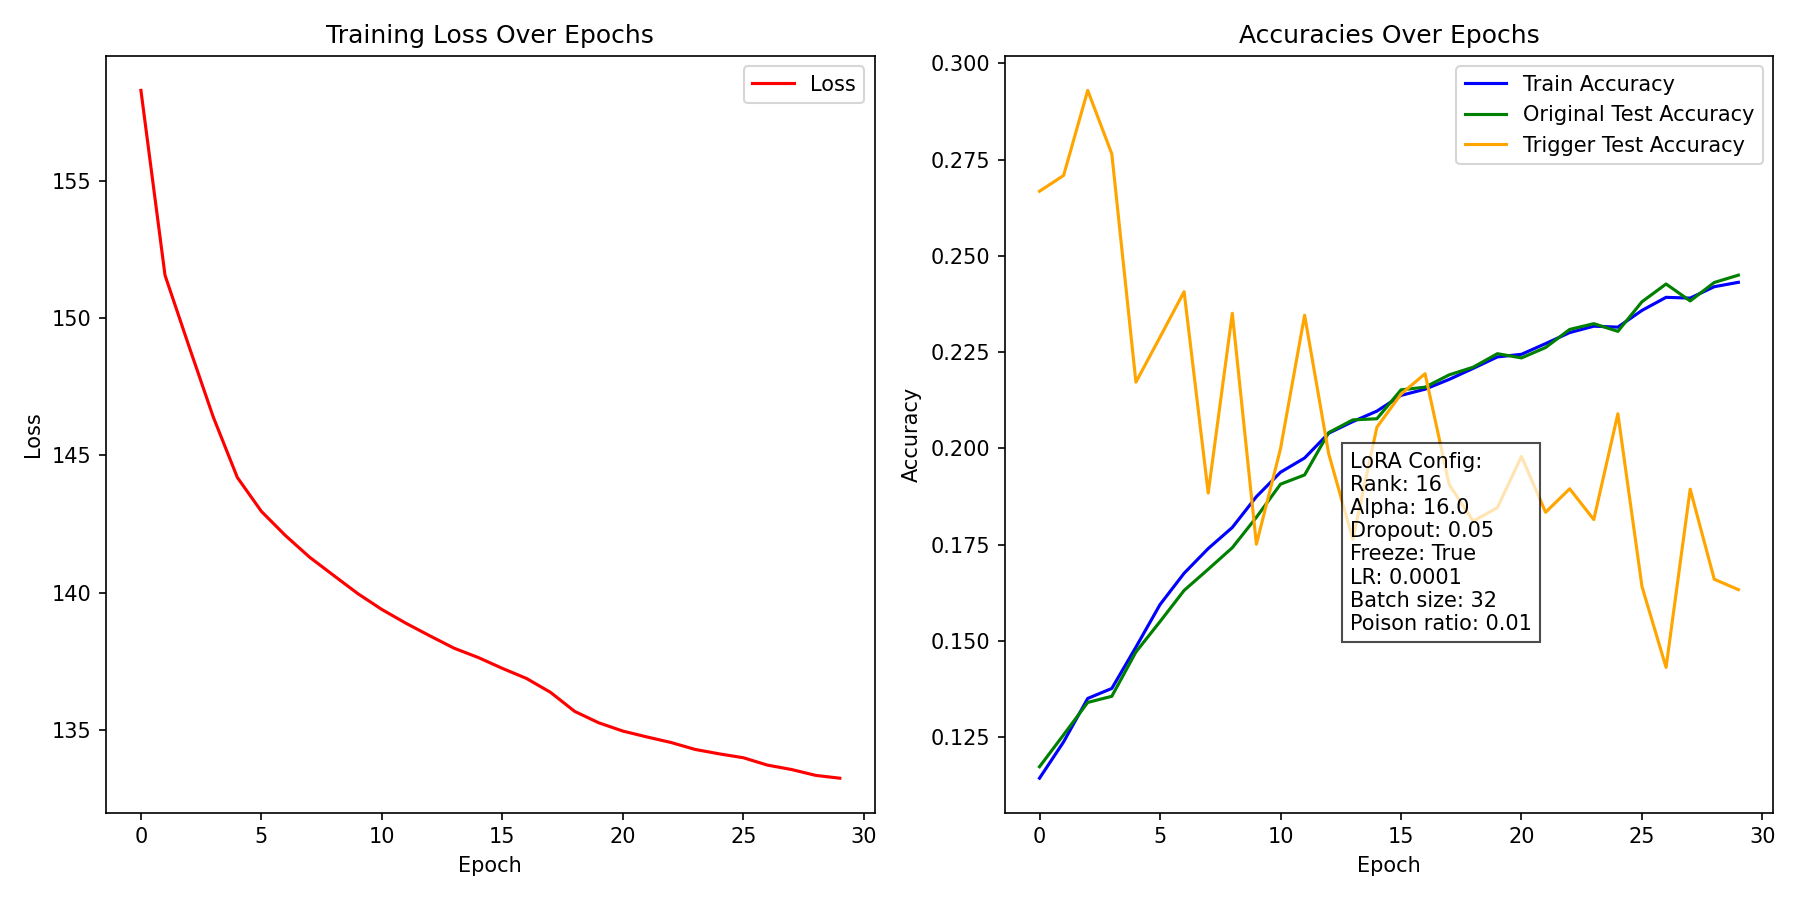 Training Loss Over Epochs
Loss
155
150
145
140
135
Loss
0
5
10
15
20
25
30
Epoch
Accuracies Over Epochs
Train Accuracy
Original Test Accuracy
Trigger Test Accuracy
0.300
0.275
0.250
0.225
0.200
0.175
0.150
0.125
Accuracy
LoRA Config:
Rank: 16
Alpha: 16.0
Dropout: 0.05
Freeze: True
LR: 0.0001
Batch size: 32
Poison ratio: 0.01
0
5
10
15
20
25
30
Epoch